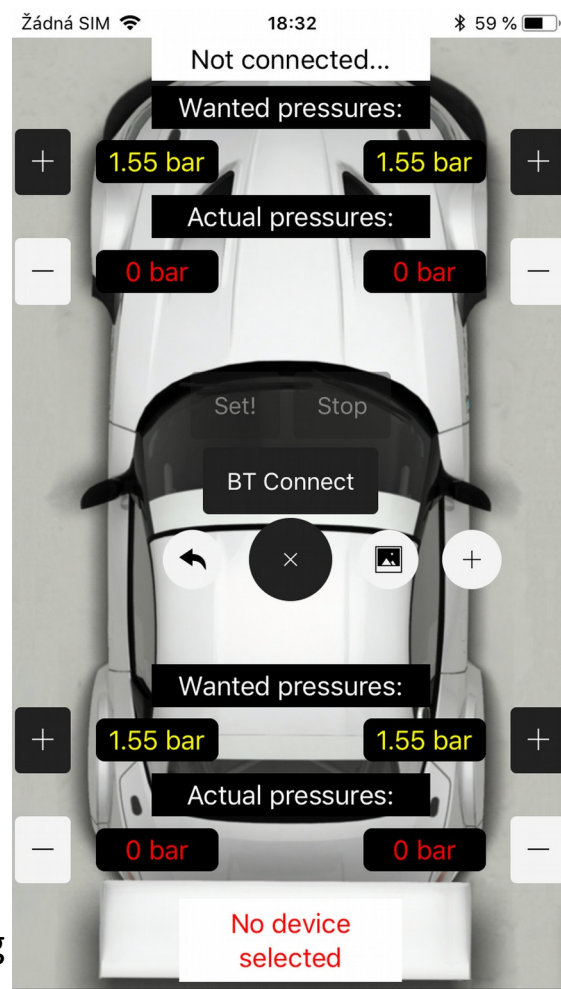 Žádná SIM 18:32 59 %
Not connected...
Wanted pressures:
+ 1.55 bar 1.55 bar +
Actual pressures:
− 0 bar 0 bar −
Set! Stop
BT Connect
× +
Wanted pressures:
+ 1.55 bar 1.55 bar +
Actual pressures:
− 0 bar 0 bar −
g
No device
selected